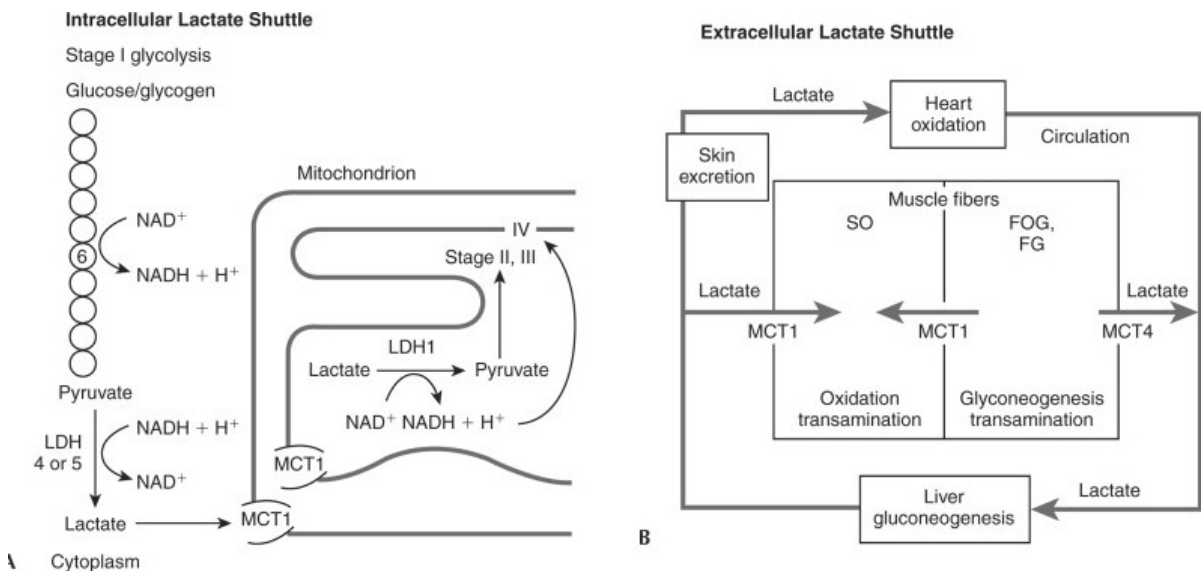 Intracellular Lactate Shuttle
Stage I glycolysis
Glucose/glycogen
NAD⁺
6
NADH + H⁺
Pyruvate
LDH
4 or 5
NADH + H⁺
NAD⁺
Lactate
Cytoplasm
A
Mitochondrion
IV
Stage II, III
LDH1
Lactate
Pyruvate
NAD⁺ NADH + H⁺
MCT1
MCT1
Extracellular Lactate Shuttle
Lactate
Heart
oxidation
Circulation
Skin
excretion
Muscle fibers
SO
FOG,
FG
Lactate
Lactate
MCT1
MCT1
MCT4
Oxidation
transamination
Glyconeogenesis
transamination
Liver
gluconeogenesis
Lactate
B